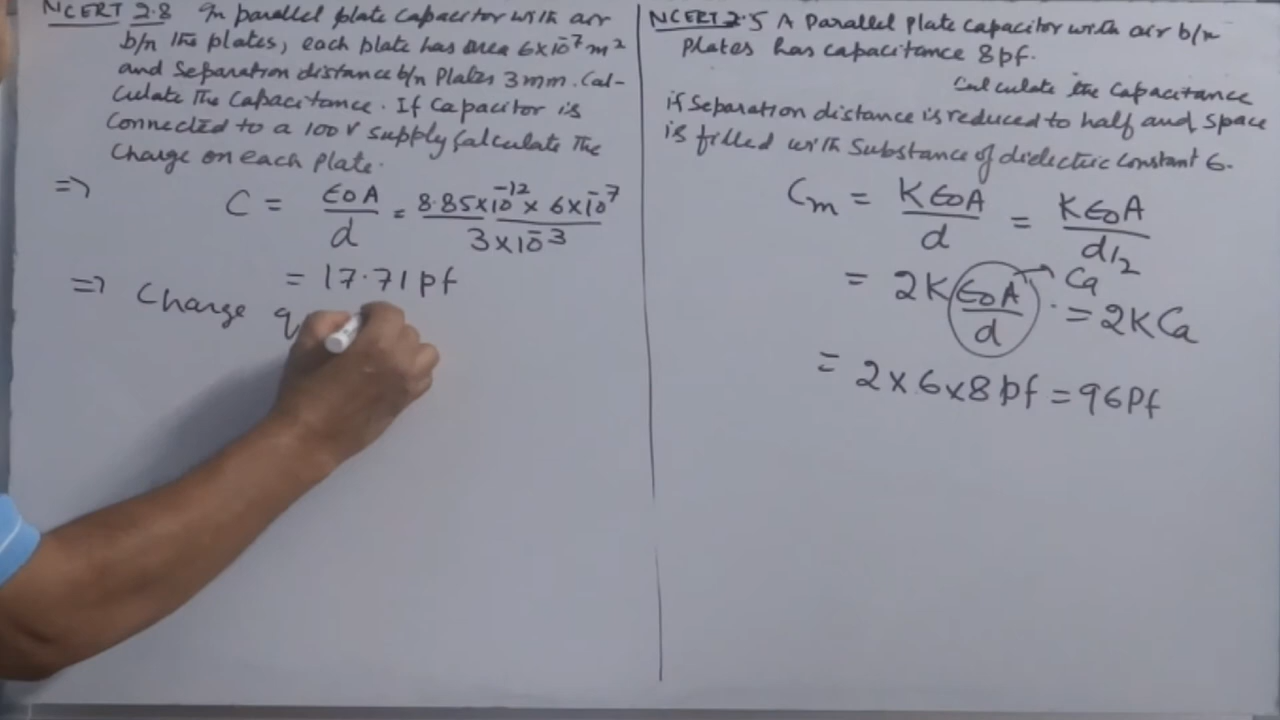 NCERT 2.8 In parallel plate capacitor with air
b/n the plates, each plate has area 6×10⁻⁷m²
and Separation distance b/n Plates 3mm. Cal-
culate The Capacitance. If Capacitor is
Connected to a 100V supply Calculate The
Charge on each Plate.
=> C = ε0A/d = 8.85×10⁻¹² × 6×10⁻⁷/3×10⁻³
= 17.71 pf
=> Charge q
NCERT 2.5 A Parallel Plate Capacitor with air b/n
Plates has capacitance 8pf.
Calculate the Capacitance
if Separation distance is reduced to half and space
is filled with Substance of dielectric Constant 6.
Cm = Kε0A/d = Kε0A/d/2
= 2K ε0A/d . Ca = 2KCa
= 2×6×8pf = 96Pf